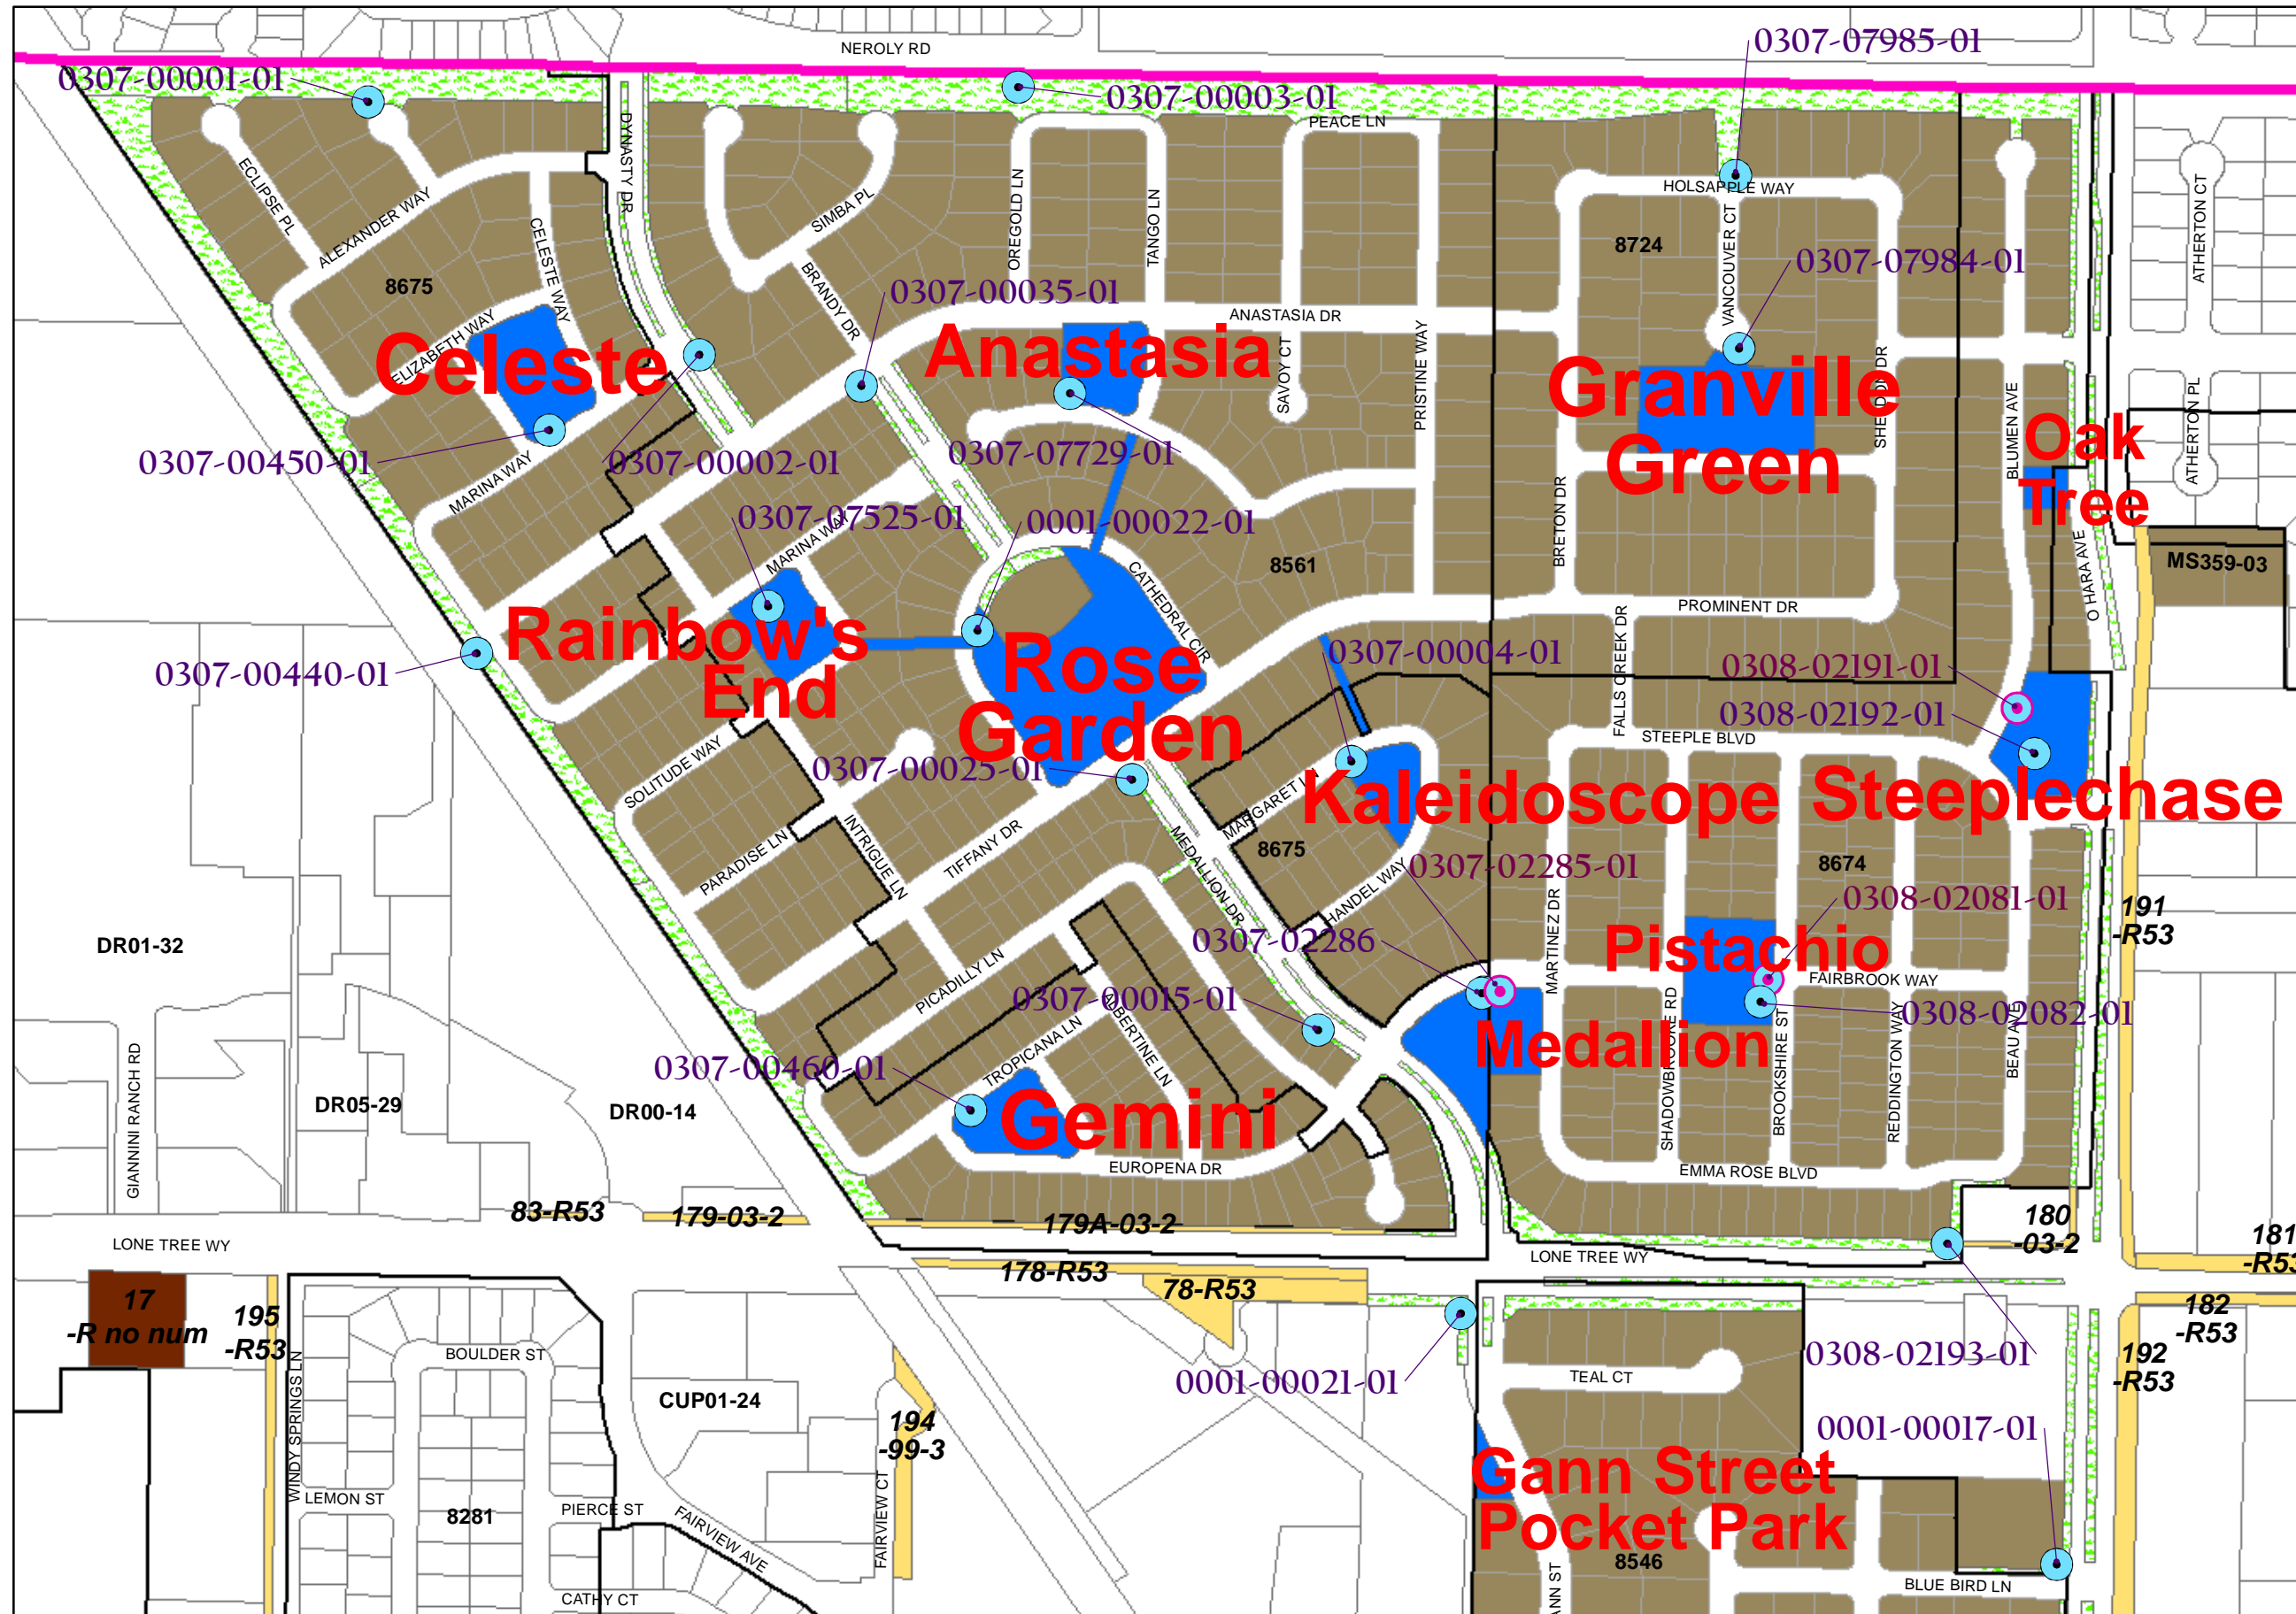 NEROLY RD
0307-07985-01
0307-00001-01
0307-00003-01
PEACE LN
DYNASTY DR
ECLIPSE PL
ALEXANDER WAY
SIMBA PL
OREGOLD LN
TANGO LN
HOLSAPPLE WAY
VANCOUVER CT
ATHERTON CT
CELESTE WAY
8675
8724
BRANDY DR
0307-07984-01
0307-00035-01
ANASTASIA DR
ELIZABETH WAY
Celeste
Anastasia
SAVOY CT
PRISTINE WAY
Granville
Green
SHELDON DR
BLUMEN AVE
ATHERTON PL
Oak
Tree
0307-00450-01
0307-00002-01
0307-07729-01
MARINA WAY
0307-07525-01
0001-00022-01
MARINA WAY
BRETON DR
8561
CATHEDRAL CIR
O HARA AVE
MS359-03
Rainbow's
End
PROMINENT DR
FALLS CREEK DR
0307-00440-01
Rose
Garden
0307-00004-01
0308-02191-01
0308-02192-01
STEEPLE BLVD
SOLITUDE WAY
0307-00025-01
MARGARET LN
Kaleidoscope
Steeplechase
PARADISE LN
INTRIGUE LN
TIFFANY DR
MEDALLION DR
8675
HANDEL WAY
0307-02285-01
8674
0308-02081-01
191
-R53
DR01-32
MARTINEZ DR
0307-02286
Pistachio
FAIRBROOK WAY
PICADILLY LN
0307-00015-01
0308-02082-01
SHADOWBROOKE RD
BROOKSHIRE ST
REDDINGTON WAY
BEAU AVE
ALBERTINE LN
TROPICANA LN
Medallion
0307-00460-01
GIANNINI RANCH RD
DR05-29
DR00-14
Gemini
EUROPENA DR
EMMA ROSE BLVD
83-R53
179-03-2
179A-03-2
180
-03-2
181
-R53
LONE TREE WY
LONE TREE WY
178-R53
78-R53
17
-R no num
195
-R53
182
-R53
WINDY SPRINGS LN
BOULDER ST
0308-02193-01
192
-R53
TEAL CT
0001-00021-01
CUP01-24
194
-99-3
0001-00017-01
Gann Street
Pocket Park
LEMON ST
8281
PIERCE ST
FAIRVIEW AVE
FAIRVIEW CT
8546
BLUE BIRD LN
CATHY CT
ANN ST